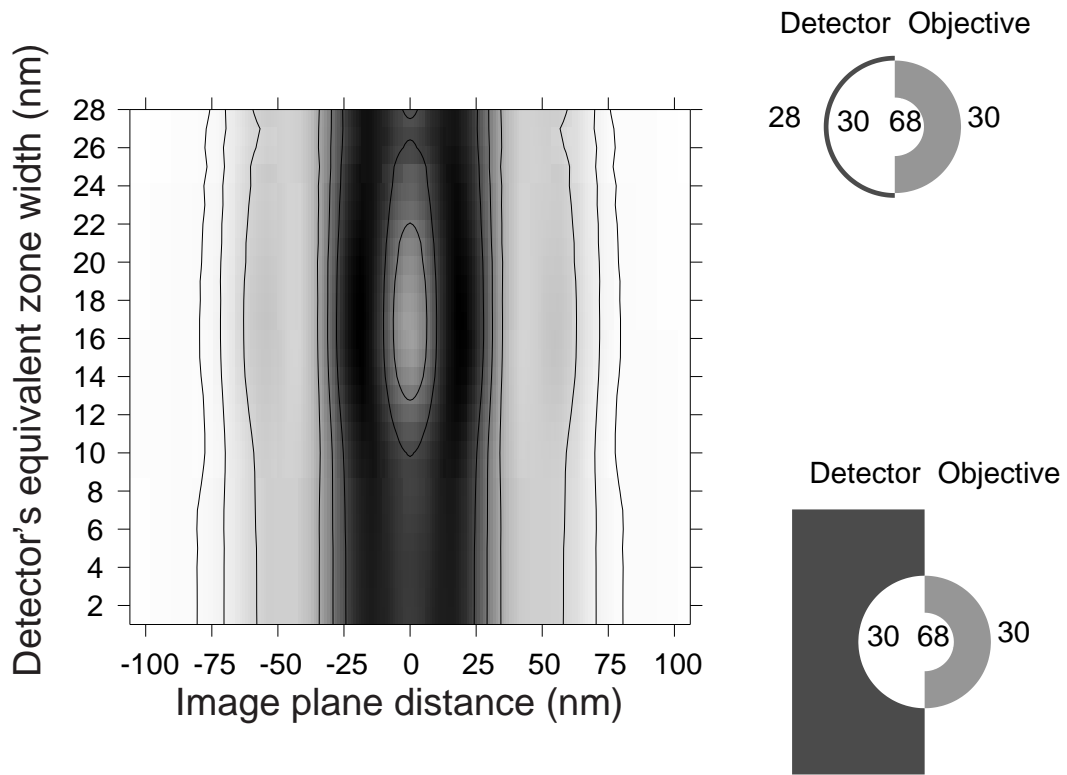 Detector's equivalent zone width (nm)
28
26
24
22
20
18
16
14
12
10
8
6
4
2
-100 -75 -50 -25 0 25 50 75 100
Image plane distance (nm)
Detector Objective
28 30 68 30
Detector Objective
30 68 30